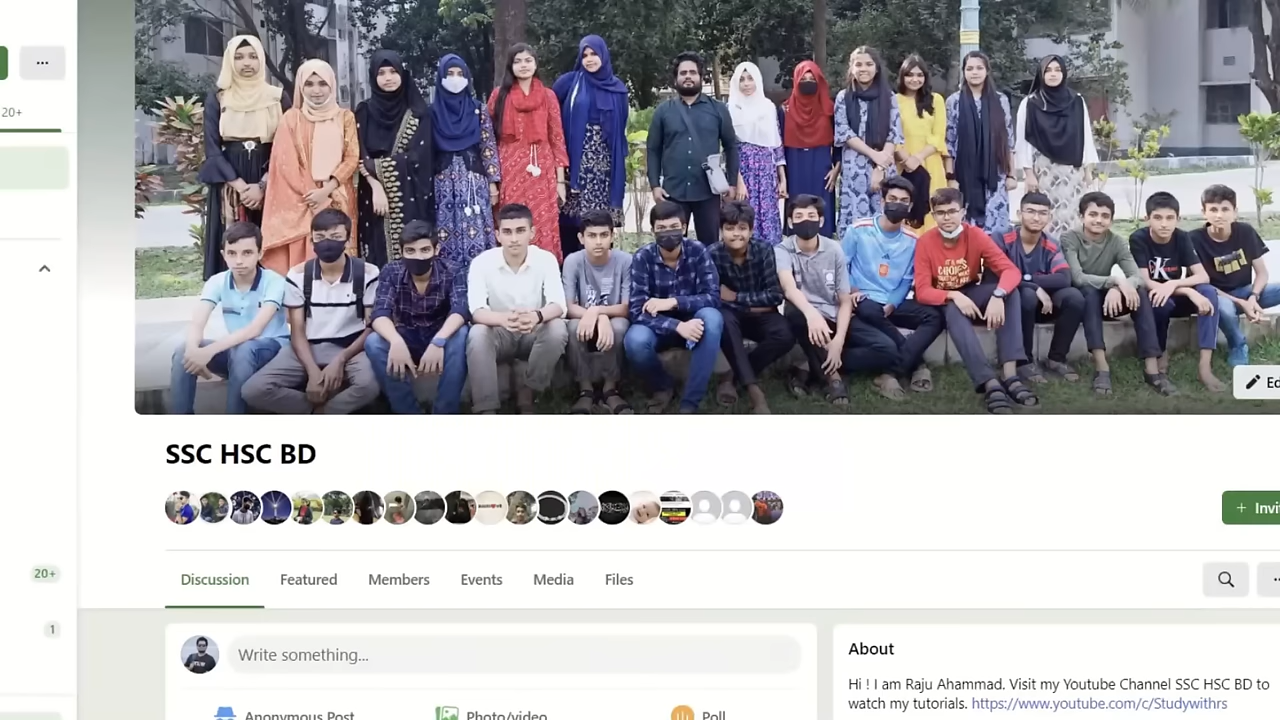 ...
20+
Ed
SSC HSC BD
+ Invi
Discussion Featured Members Events Media Files
...
20+
1
Write something...
About
Hi ! I am Raju Ahammad. Visit my Youtube Channel SSC HSC BD to
watch my tutorials. https://www.youtube.com/c/Studywithrs
Anonymous Post Photo/video Poll